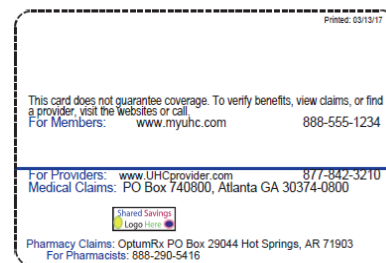 Printed: 03/13/17
This card does not guarantee coverage. To verify benefits, view claims, or find
a provider, visit the websites or call.
For Members: www.myuhc.com 888-555-1234
For Providers: www.UHCprovider.com 877-842-3210
Medical Claims: PO Box 740800, Atlanta GA 30374-0800
Shared Savings
Logo Here
Pharmacy Claims: OptumRx PO Box 29044 Hot Springs, AR 71903
For Pharmacists: 888-290-5416